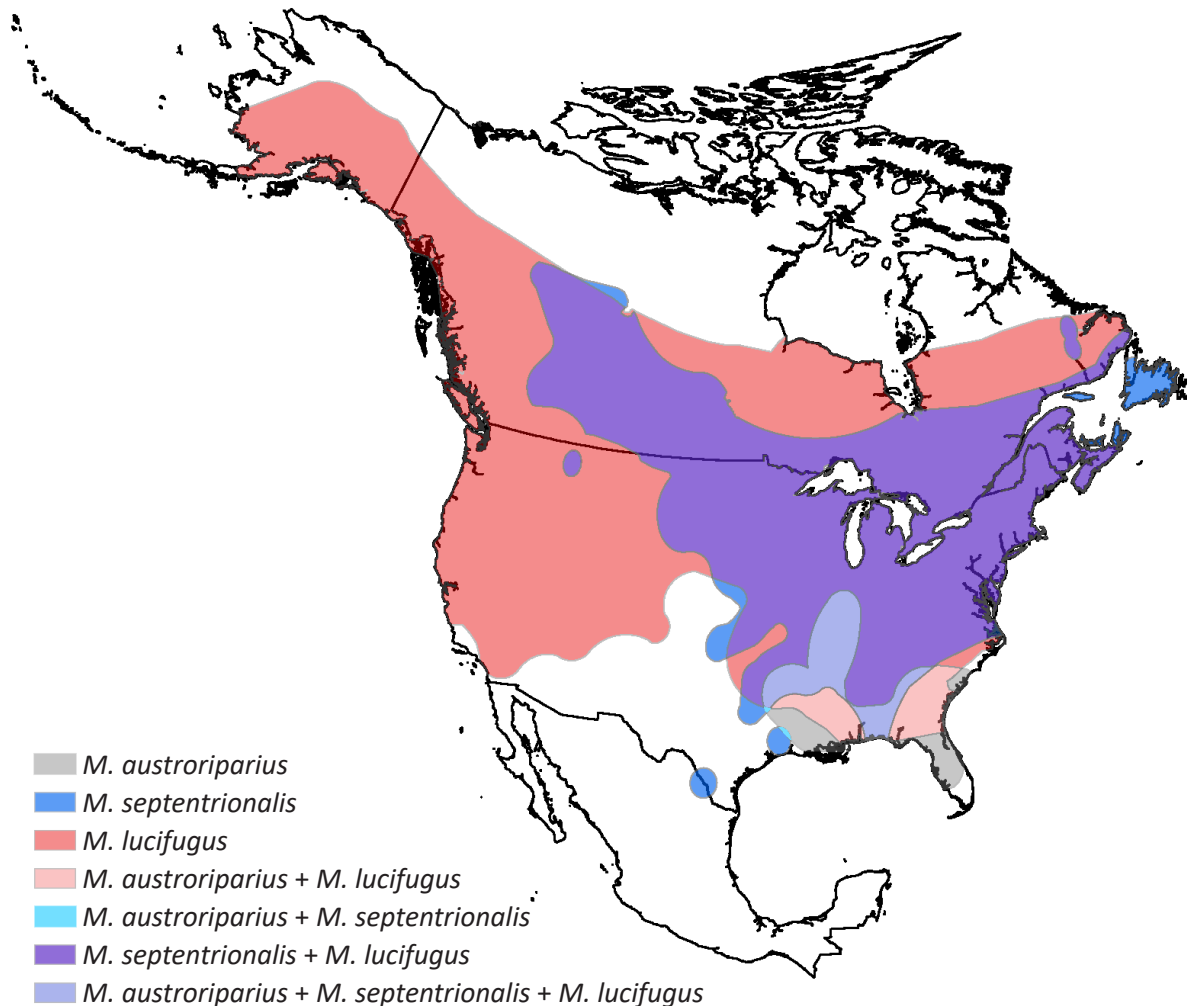 M. austroriparius
M. septentrionalis
M. lucifugus
M. austroriparius + M. lucifugus
M. austroriparius + M. septentrionalis
M. septentrionalis + M. lucifugus
M. austroriparius + M. septentrionalis + M. lucifugus